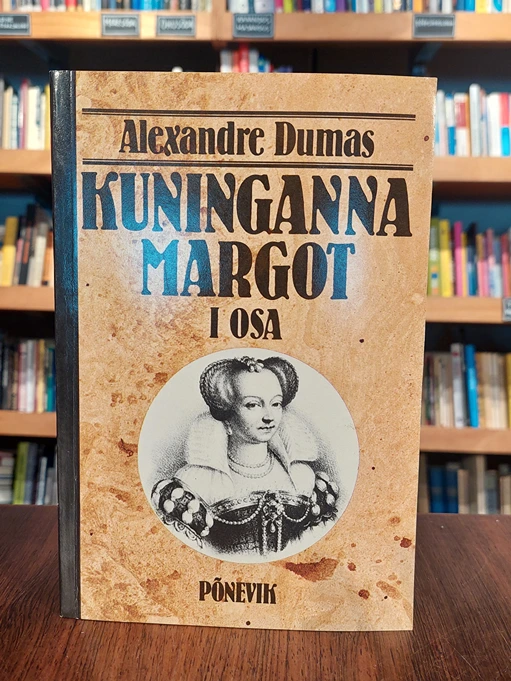 Alexandre Dumas
KUNINGANNA
MARGOT
I OSA
PÕNEVIK